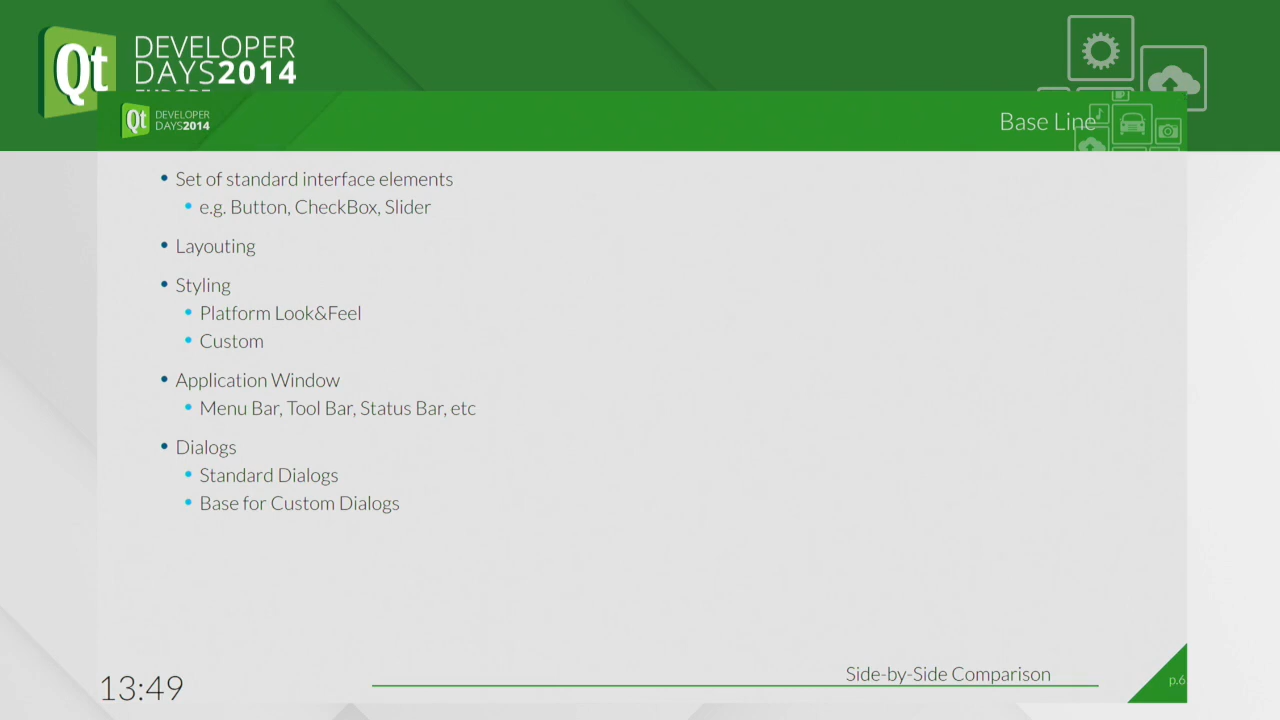 Qt DEVELOPER
DAYS2014
Qt DEVELOPER
DAYS2014
Base Line
• Set of standard interface elements
• e.g. Button, CheckBox, Slider
• Layouting
• Styling
• Platform Look&Feel
• Custom
• Application Window
• Menu Bar, Tool Bar, Status Bar, etc
• Dialogs
• Standard Dialogs
• Base for Custom Dialogs
Side-by-Side Comparison
13:49
p.6